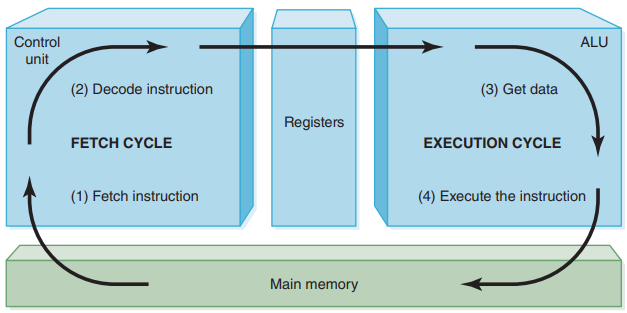 Control
unit
ALU
(2) Decode instruction
(3) Get data
Registers
FETCH CYCLE
EXECUTION CYCLE
(1) Fetch instruction
(4) Execute the instruction
Main memory